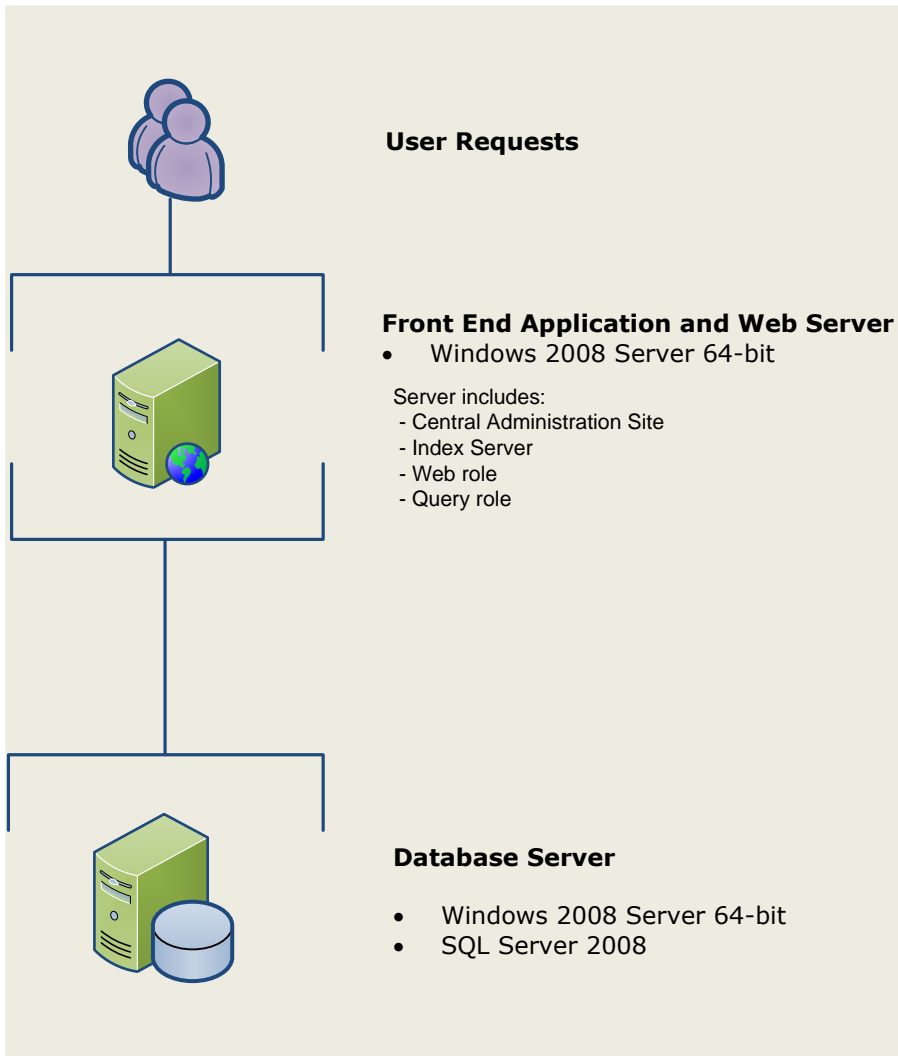 User Requests
Front End Application and Web Server
• Windows 2008 Server 64-bit
Server includes:
- Central Administration Site
- Index Server
- Web role
- Query role
Database Server
• Windows 2008 Server 64-bit
• SQL Server 2008